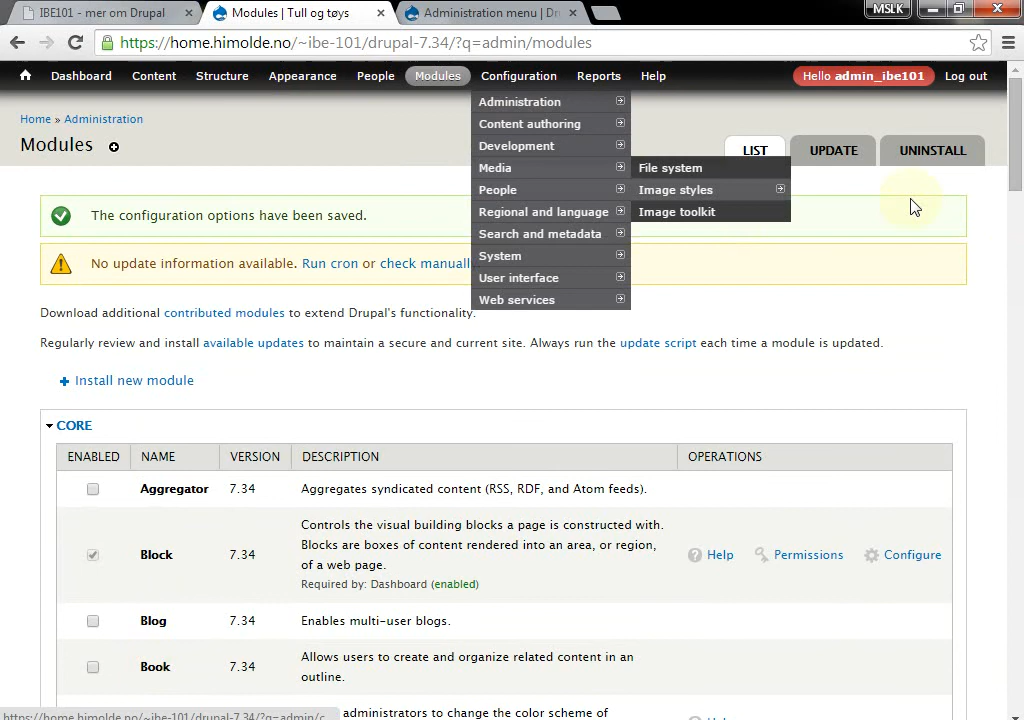 IBE101 - mer om Drupal
Modules | Tull og tøys
Administration menu | Dr
MSLK
https://home.himolde.no/~ibe-101/drupal-7.34/?q=admin/modules
Dashboard
Content
Structure
Appearance
People
Modules
Configuration
Reports
Help
Hello admin_ibe101
Log out
Administration
Content authoring
Development
Media
People
Regional and language
Search and metadata
System
User interface
Web services
File system
Image styles
Image toolkit
Home » Administration
Modules
LIST
UPDATE
UNINSTALL
The configuration options have been saved.
No update information available. Run cron or check manuall
Download additional contributed modules to extend Drupal's functionality.
Regularly review and install available updates to maintain a secure and current site. Always run the update script each time a module is updated.
Install new module
CORE
ENABLED NAME VERSION DESCRIPTION OPERATIONS
Aggregator 7.34 Aggregates syndicated content (RSS, RDF, and Atom feeds).
Block 7.34 Controls the visual building blocks a page is constructed with.
Blocks are boxes of content rendered into an area, or region,
of a web page.
Required by: Dashboard (enabled)
Help Permissions Configure
Blog 7.34 Enables multi-user blogs.
Book 7.34 Allows users to create and organize related content in an
outline.
administrators to change the color scheme of
https://home.himolde.no/~ibe-101/drupal-7.34/?q=admin/c